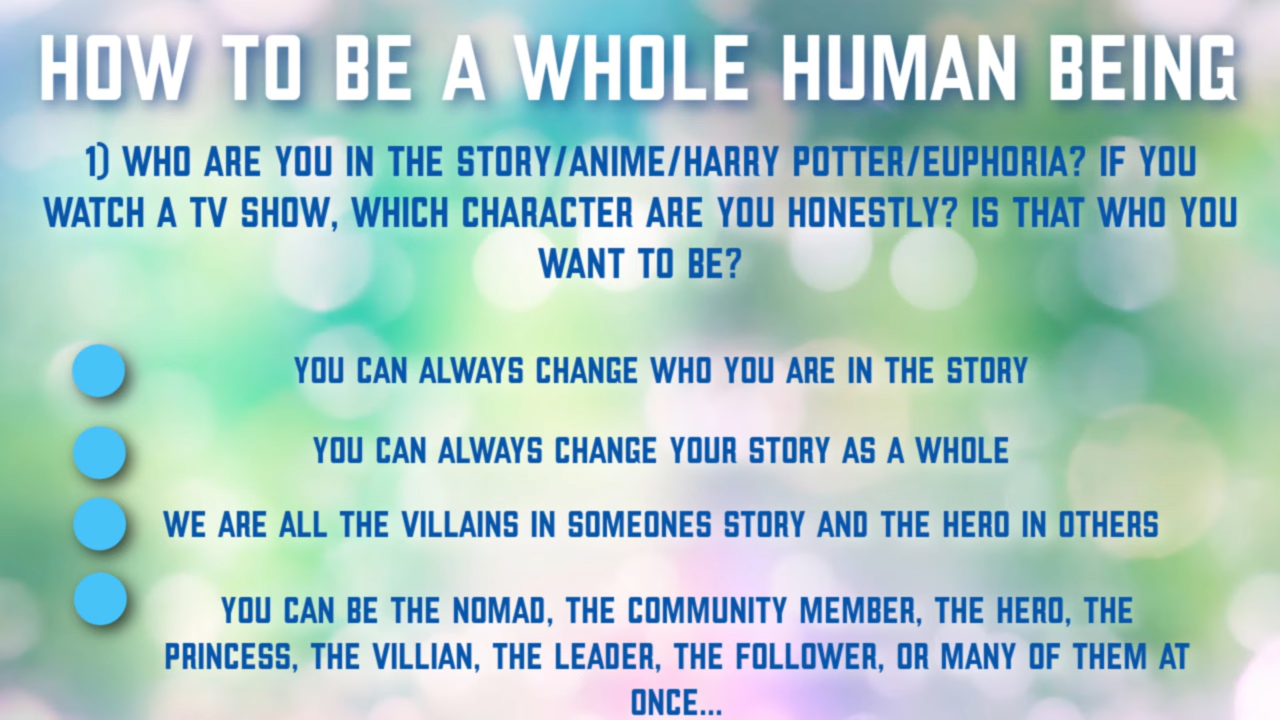 HOW TO BE A WHOLE HUMAN BEING
1) WHO ARE YOU IN THE STORY/ANIME/HARRY POTTER/EUPHORIA? IF YOU
WATCH A TV SHOW, WHICH CHARACTER ARE YOU HONESTLY? IS THAT WHO YOU
WANT TO BE?
YOU CAN ALWAYS CHANGE WHO YOU ARE IN THE STORY
YOU CAN ALWAYS CHANGE YOUR STORY AS A WHOLE
WE ARE ALL THE VILLAINS IN SOMEONES STORY AND THE HERO IN OTHERS
YOU CAN BE THE NOMAD, THE COMMUNITY MEMBER, THE HERO, THE
PRINCESS, THE VILLIAN, THE LEADER, THE FOLLOWER, OR MANY OF THEM AT
ONCE...